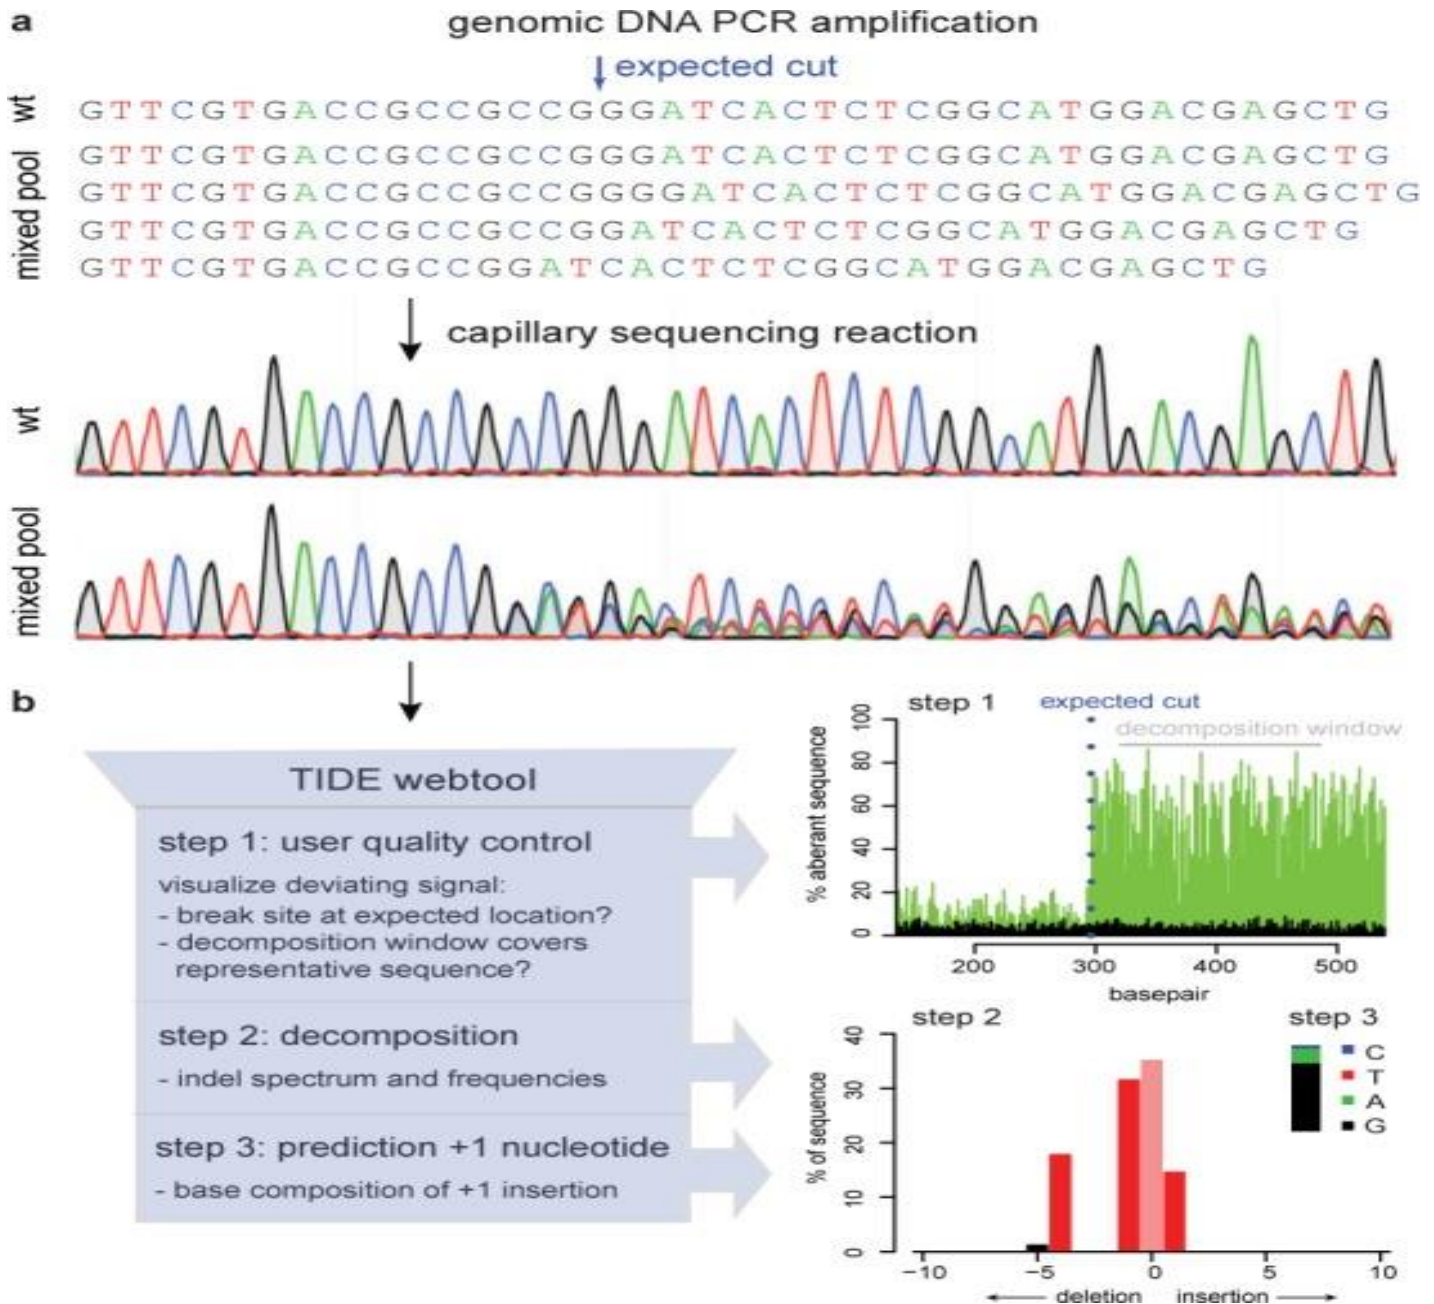 a
genomic DNA PCR amplification
expected cut
wt
GTTCGTGACCGCCGCCGGGATCACTCTCGGCATGGACGAGCTG
mixed pool
GTTCGTGACCGCCGCCGGGATCACTCTCGGCATGGACGAGCTG
GTTCGTGACCGCCGCCGGGGATCACTCTCGGCATGGACGAGCTG
GTTCGTGACCGCCGCCGGATCACTCTCGGCATGGACGAGCTG
GTTCGTGACCGCCGGATCACTCTCGGCATGGACGAGCTG
capillary sequencing reaction
wt
mixed pool
b
TIDE webtool
step 1: user quality control
visualize deviating signal:
- break site at expected location?
- decomposition window covers
representative sequence?
step 2: decomposition
- indel spectrum and frequencies
step 3: prediction +1 nucleotide
- base composition of +1 insertion
step 1
expected cut
decomposition window
% aberrant sequence
100
80
60
40
20
0
200 300 400 500
basepair
step 2
% of sequence
40
30
20
10
0
−10 −5 0 5 10
deletion insertion
step 3
C
T
A
G